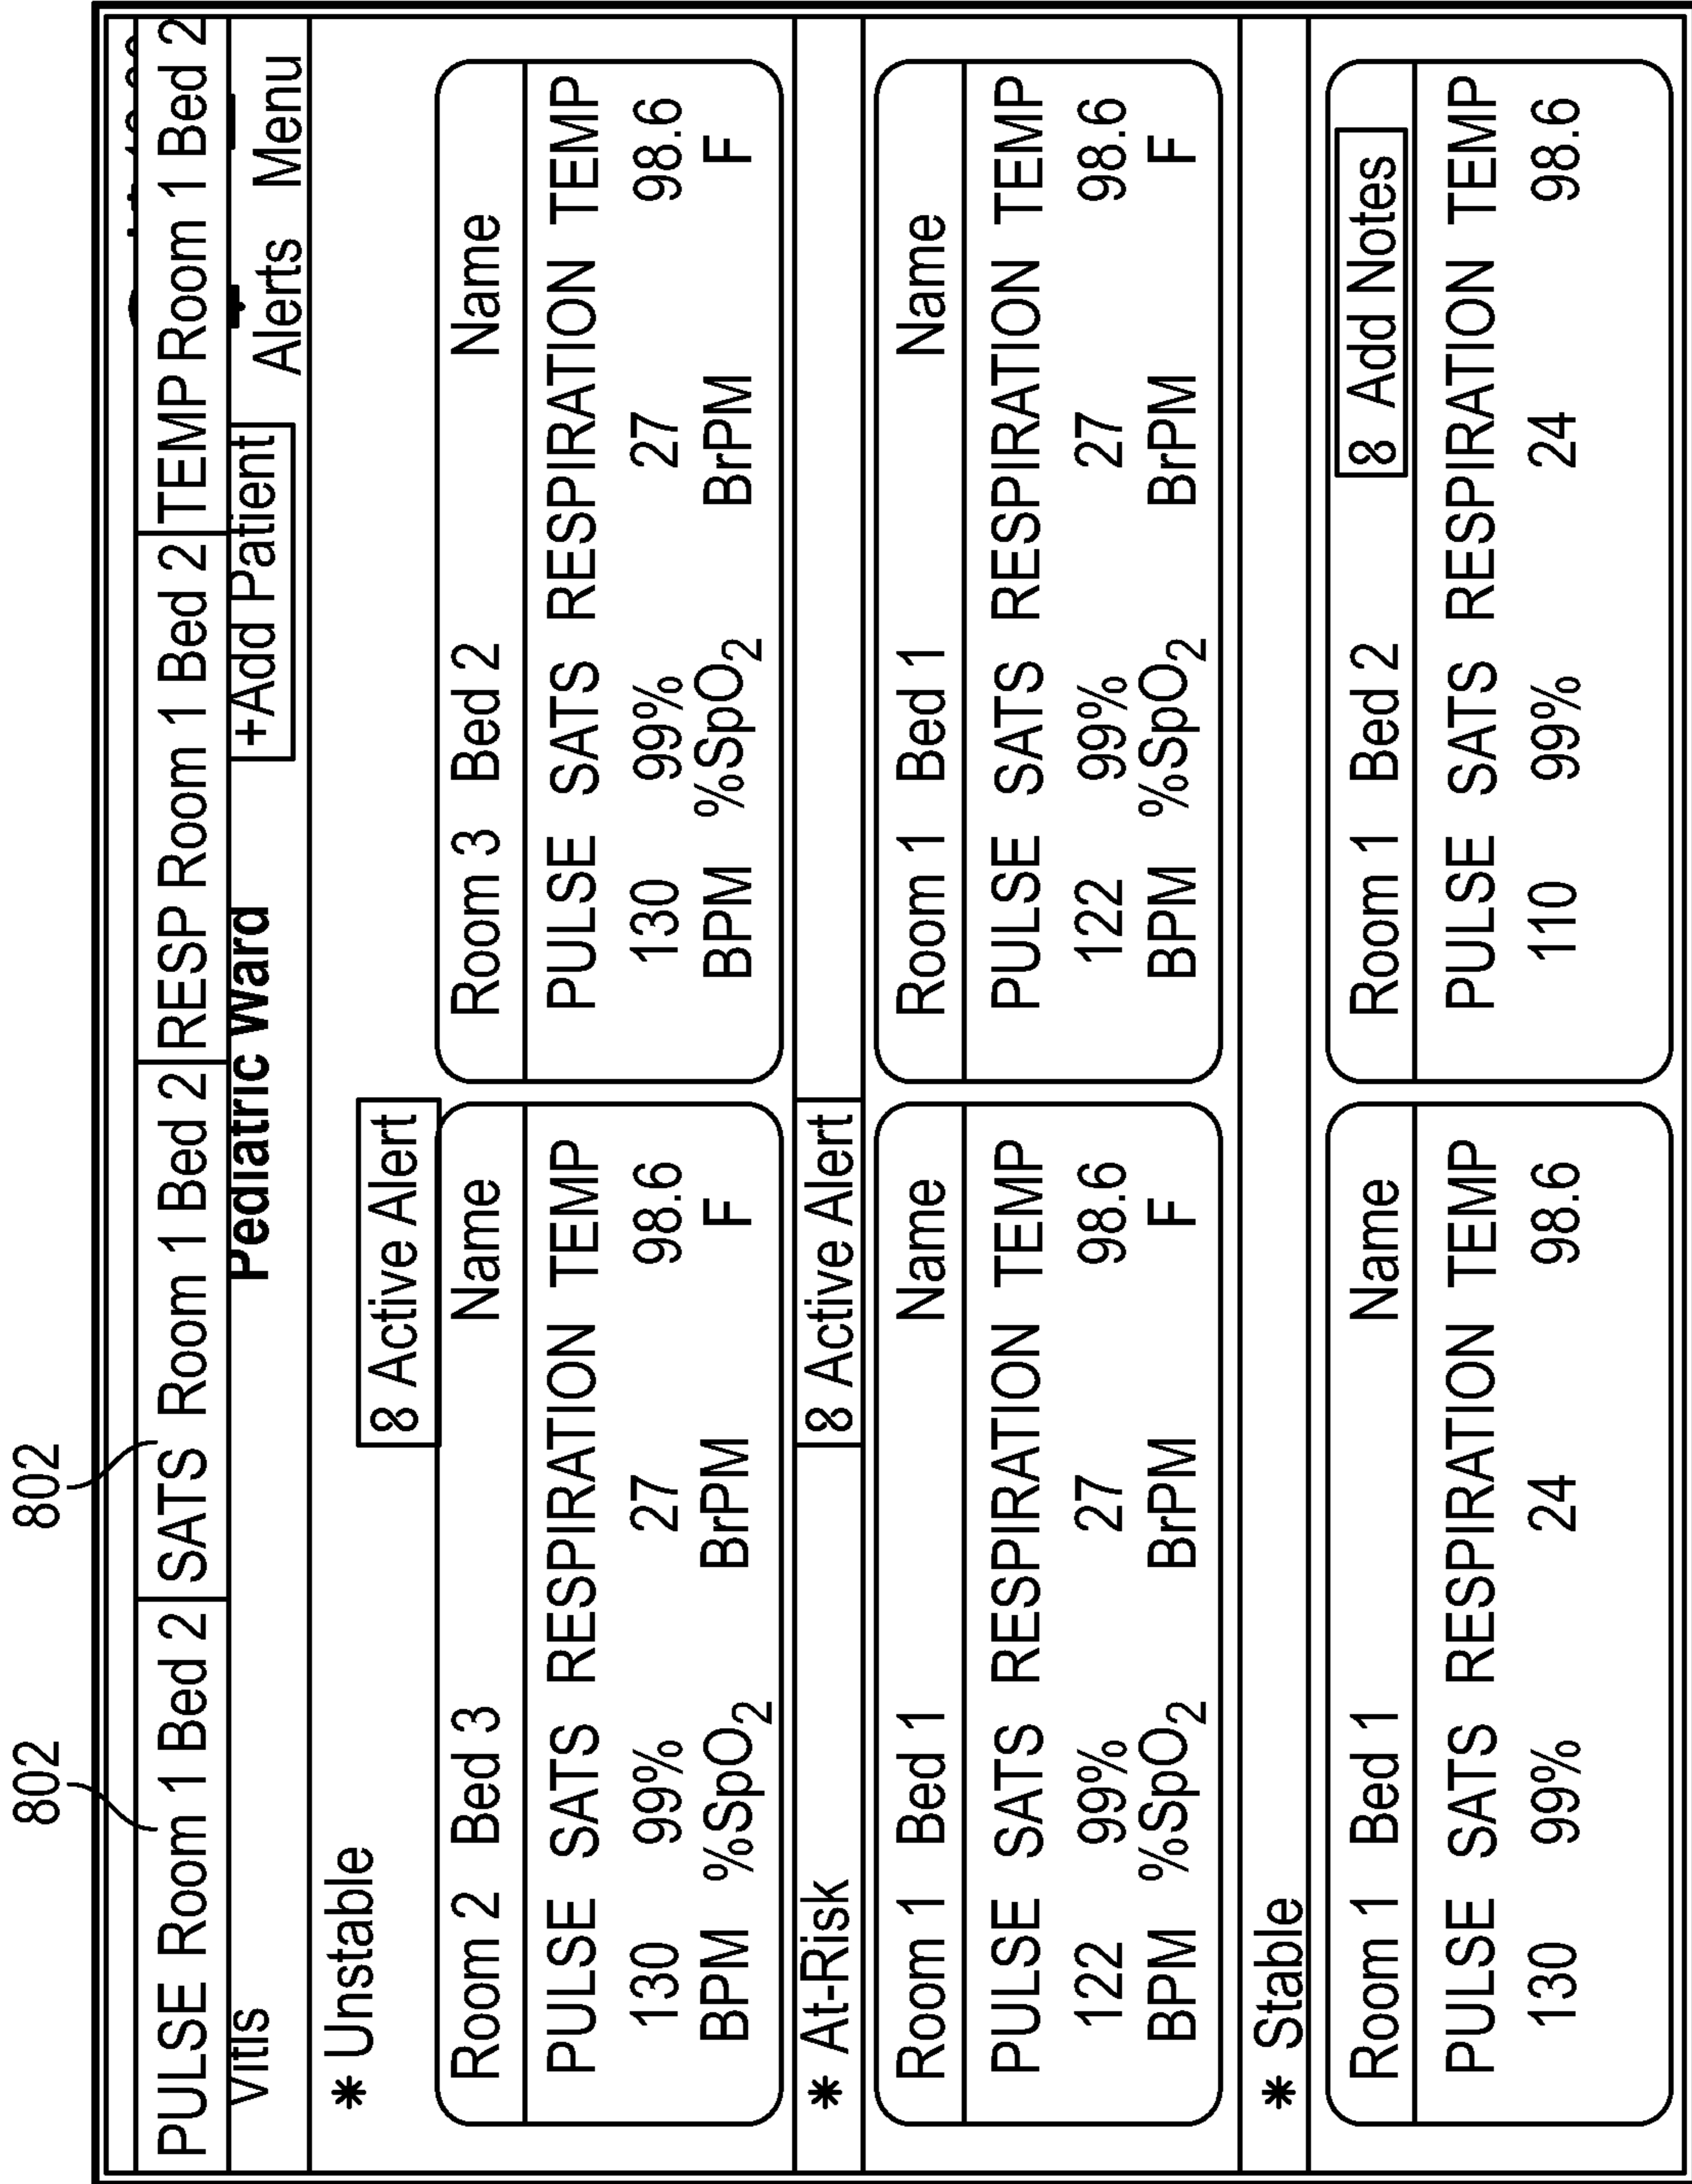 802 802
PULSE Room 1 Bed 2 SATS Room 1 Bed 2 RESP Room 1 Bed 2 TEMP Room 1 Bed 2
Vitls Pediatric Ward +Add Patient Alerts Menu
* Unstable
8 Active Alert
Room 2 Bed 3 Name Room 3 Bed 2 Name
PULSE SATS RESPIRATION TEMP PULSE SATS RESPIRATION TEMP
130 99% 27 98.6 130 99% 27 98.6
BPM %SpO₂ BrPM F BPM %SpO₂ BrPM F
* At-Risk 8 Active Alert
Room 1 Bed 1 Name Room 1 Bed 1 Name
PULSE SATS RESPIRATION TEMP PULSE SATS RESPIRATION TEMP
122 99% 27 98.6 122 99% 27 98.6
BPM %SpO₂ BrPM F BPM %SpO₂ BrPM F
* Stable
Room 1 Bed 1 Name Room 1 Bed 2 8 Add Notes
PULSE SATS RESPIRATION TEMP PULSE SATS RESPIRATION TEMP
130 99% 24 98.6 110 99% 24 98.6